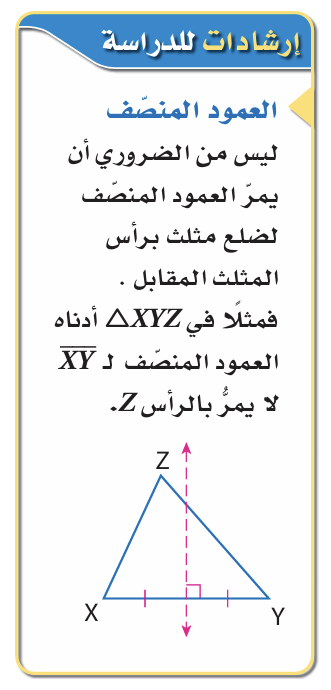 إرشادات للدراسة
العمود المنصّف
ليس من الضروري أن
يمرّ العمود المنصّف
لضلع مثلث برأس
المثلث المقابل .
فمثلًا في △XYZ أدناه
العمود المنصّف لـ X̅Y̅
لا يمرُّ بالرأس Z.
Z
X
Y